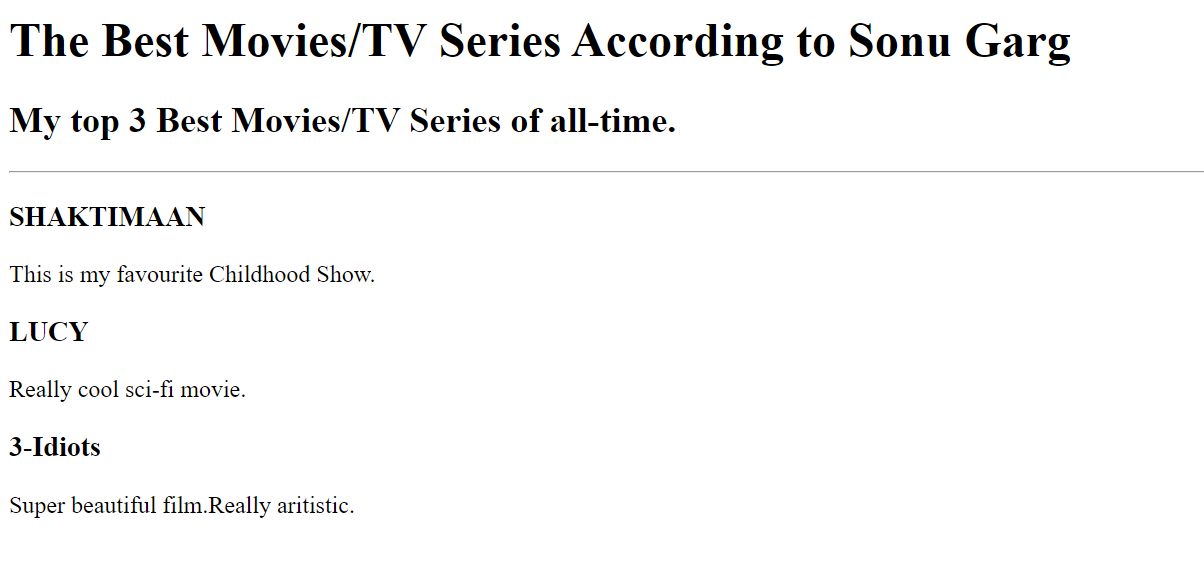 The Best Movies/TV Series According to Sonu Garg
My top 3 Best Movies/TV Series of all-time.
SHAKTIMAAN
This is my favourite Childhood Show.
LUCY
Really cool sci-fi movie.
3-Idiots
Super beautiful film.Really aritistic.